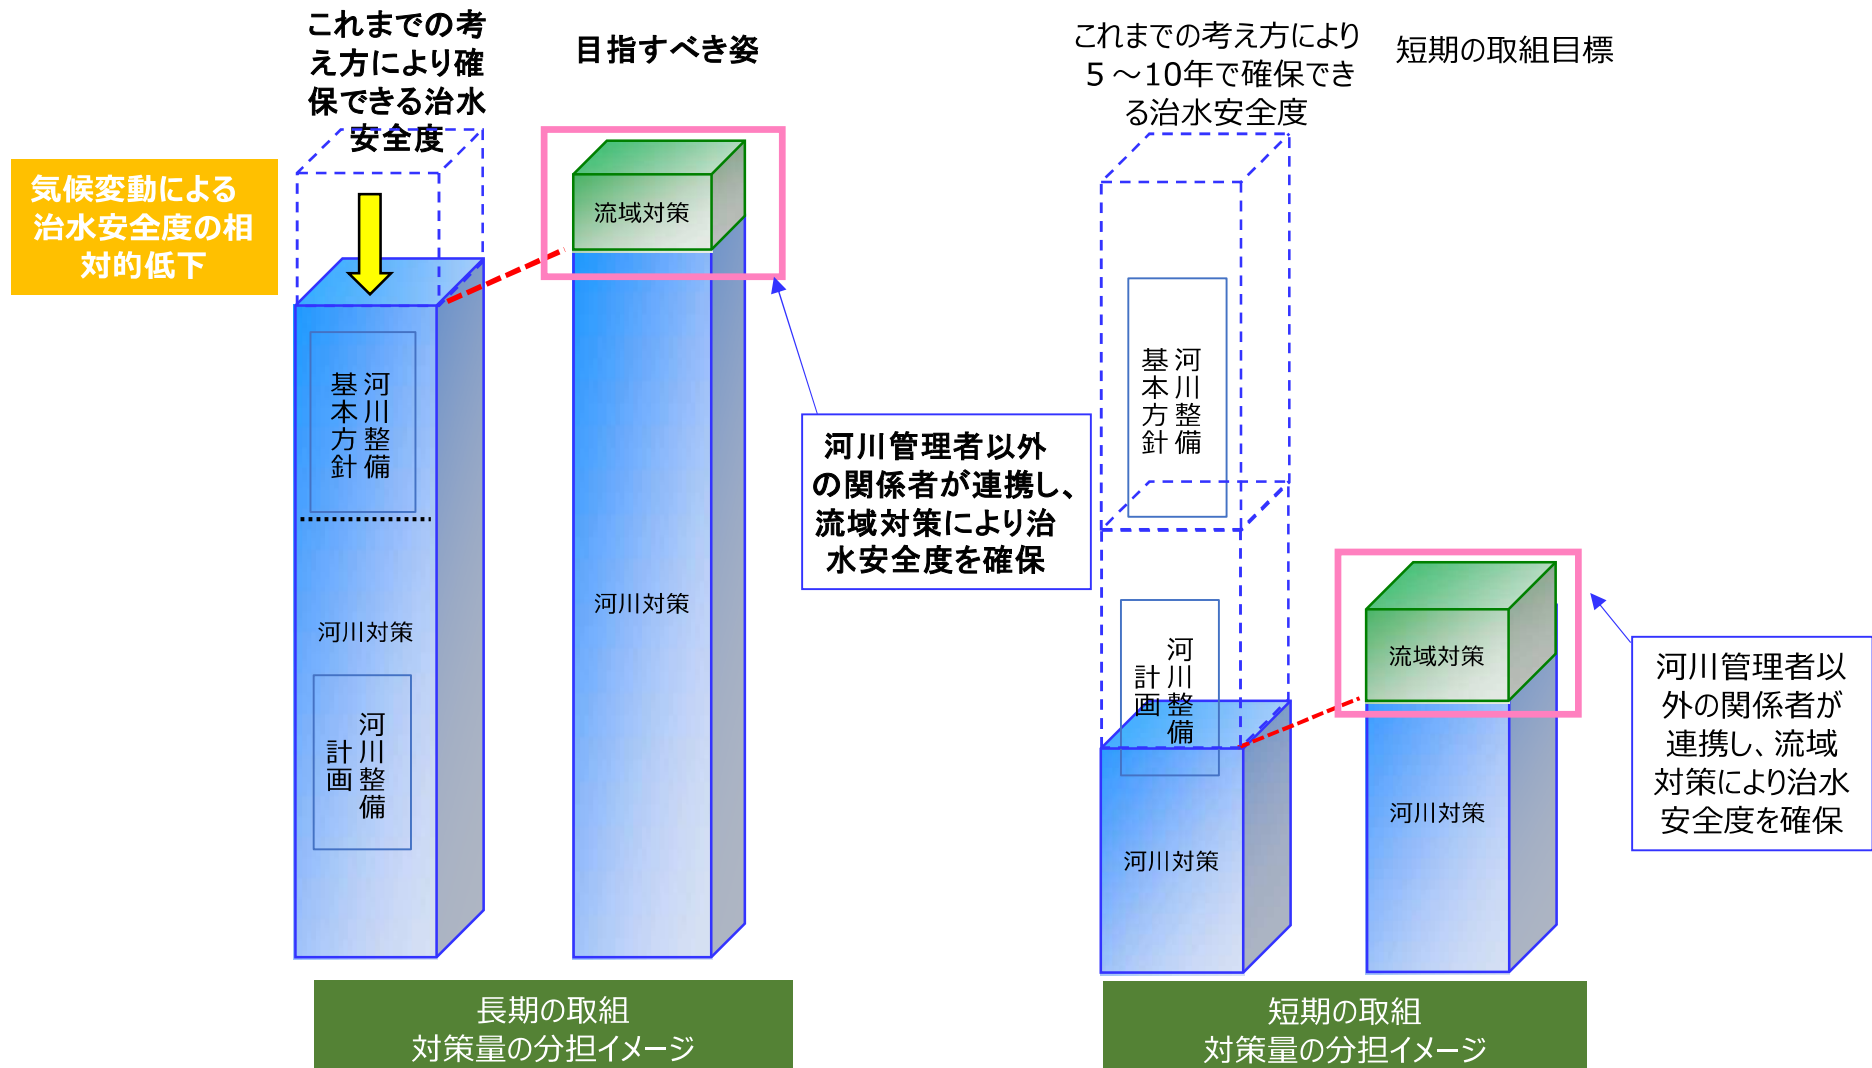 これまでの考
え方により確
保できる治水
安全度
目指すべき姿
気候変動による
治水安全度の相
対的低下
流域対策
河川整備
基本方針
河川対策
河川整備
計画
河川対策
河川管理者以外
の関係者が連携し、
流域対策により治
水安全度を確保
長期の取組
対策量の分担イメージ
これまでの考え方により
5～10年で確保でき
る治水安全度
短期の取組目標
河川整備
基本方針
河川整備
計画
河川対策
流域対策
河川対策
河川管理者以
外の関係者が
連携し、流域
対策により治水
安全度を確保
短期の取組
対策量の分担イメージ